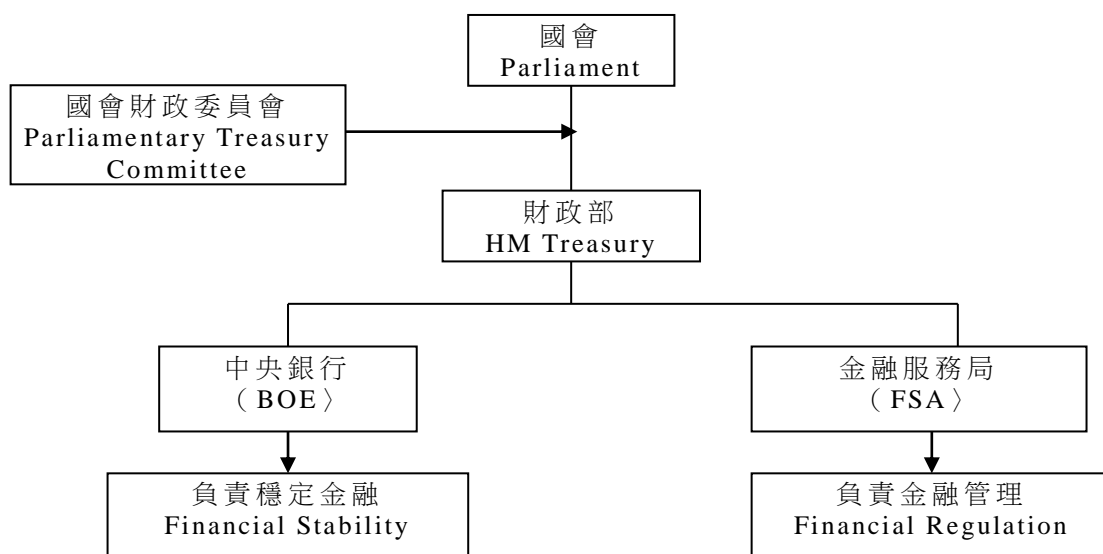 國會
Parliament
國會財政委員會
Parliamentary Treasury
Committee
財政部
HM Treasury
中央銀行
（BOE〉
金融服務局
（FSA〉
負責穩定金融
Financial Stability
負責金融管理
Financial Regulation